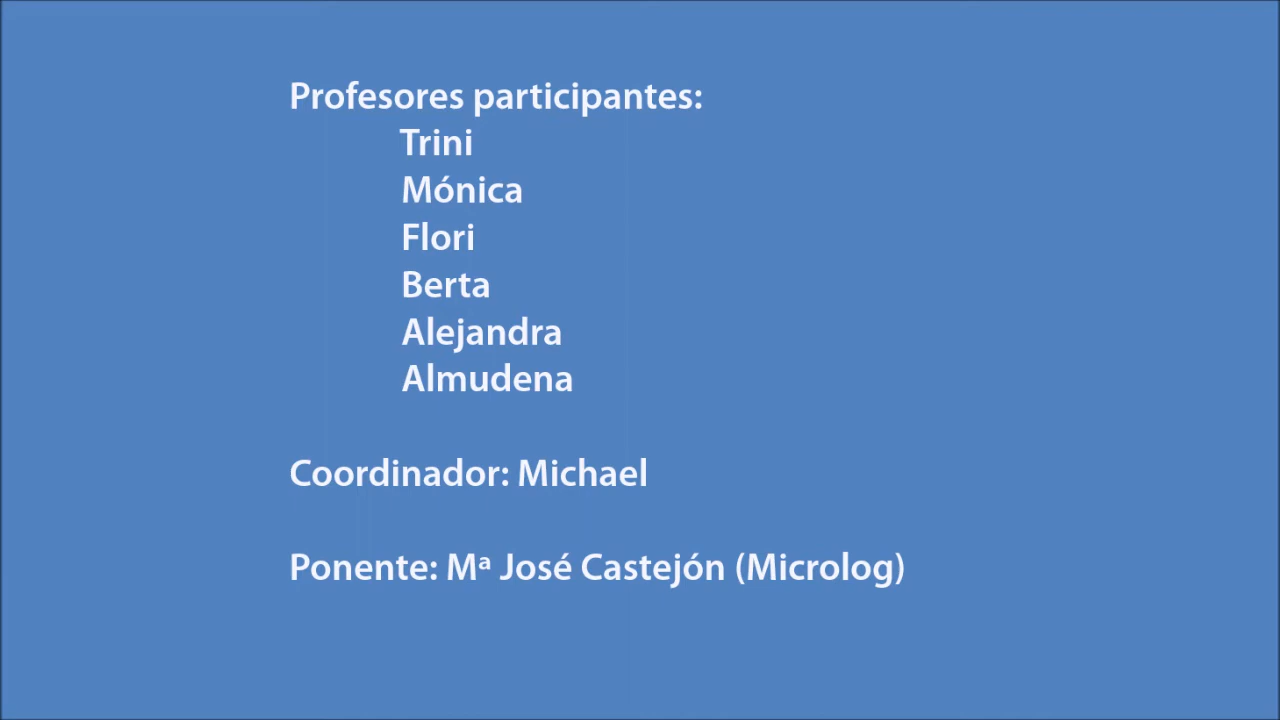 Profesores participantes:
Trini
Mónica
Flori
Berta
Alejandra
Almudena
Coordinador: Michael
Ponente: Mª José Castejón (Microlog)